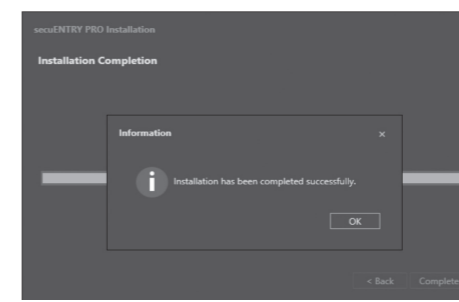 secuENTRY PRO Installation
Installation Completion
Information
×
i
Installation has been completed successfully.
OK
< Back
Complete